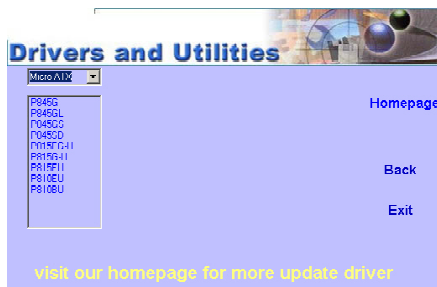 Drivers and Utilities
Micro ATX
P845G
P845GL
P815EU
P810EU
P810BU
Homepage
Back
Exit
visit our homepage for more update driver